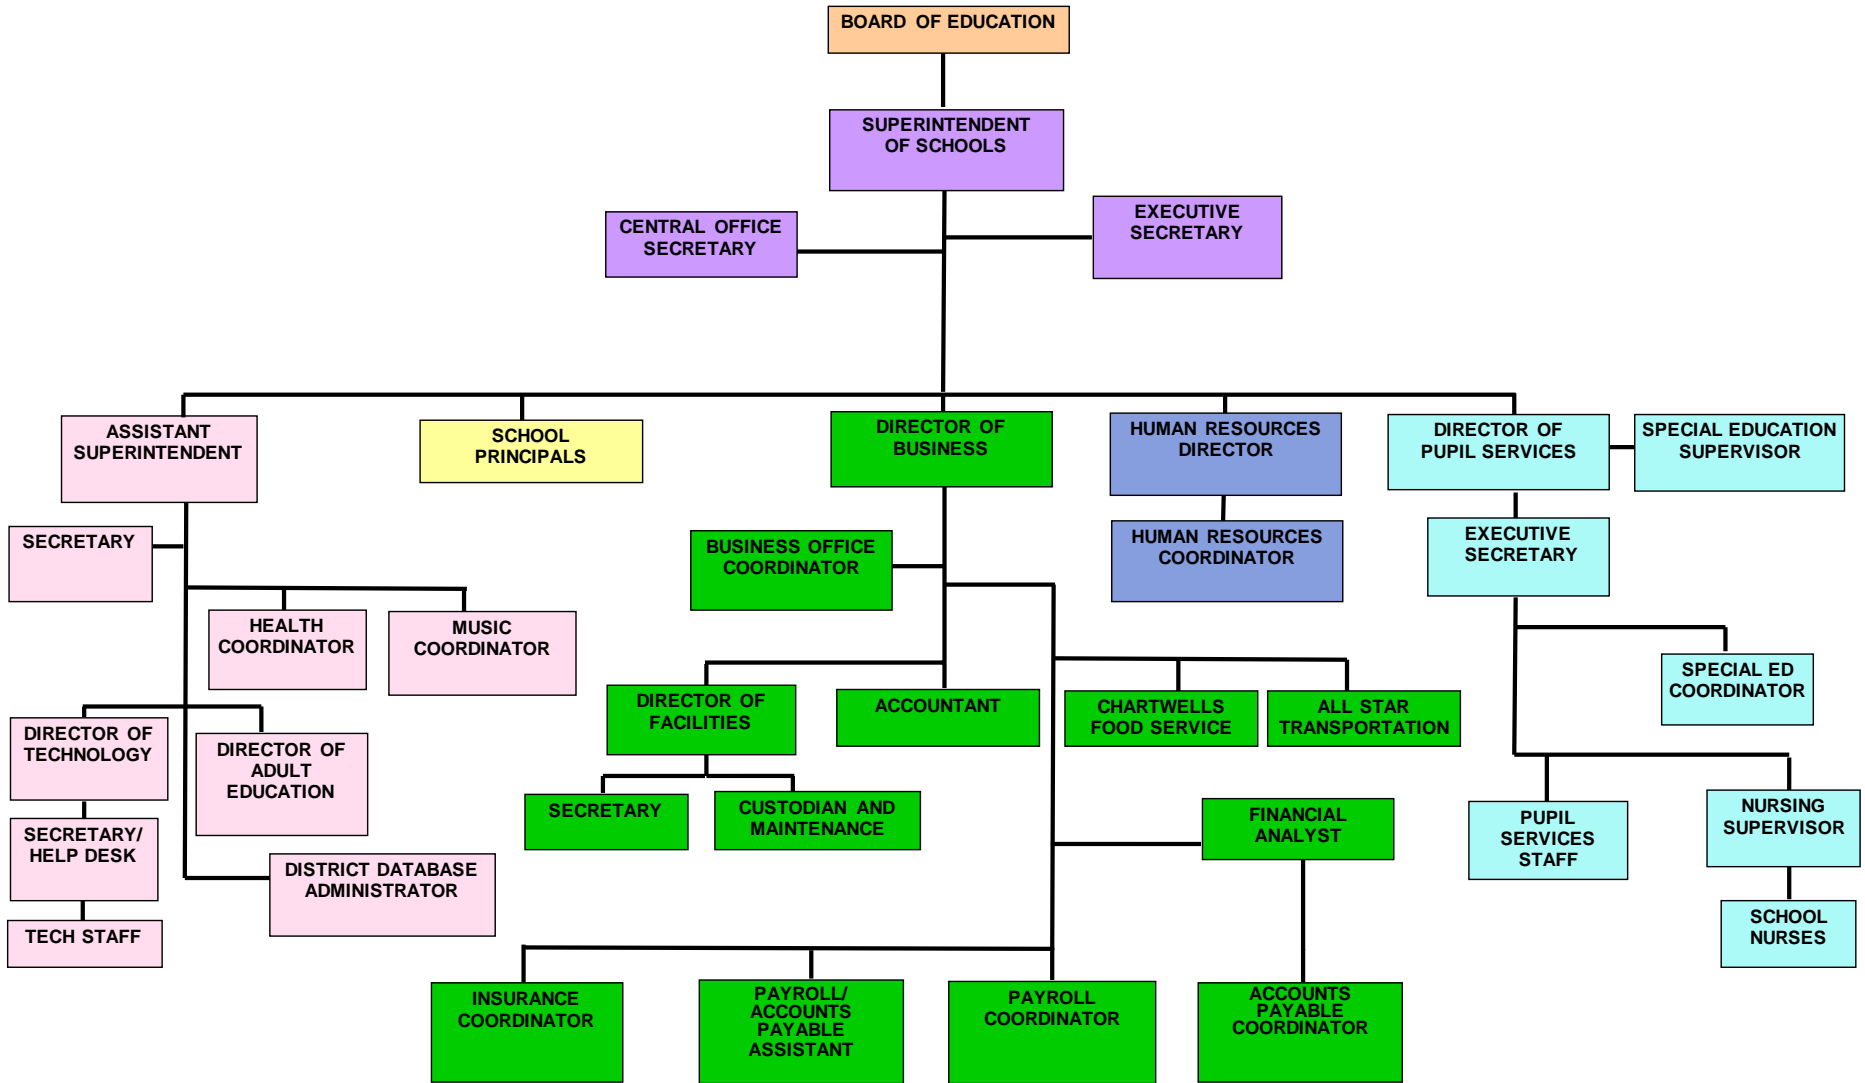 BOARD OF EDUCATION
SUPERINTENDENT
OF SCHOOLS
CENTRAL OFFICE
SECRETARY
EXECUTIVE
SECRETARY
ASSISTANT
SUPERINTENDENT
SCHOOL
PRINCIPALS
DIRECTOR OF
BUSINESS
HUMAN RESOURCES
DIRECTOR
DIRECTOR OF
PUPIL SERVICES
SPECIAL EDUCATION
SUPERVISOR
SECRETARY
BUSINESS OFFICE
COORDINATOR
HUMAN RESOURCES
COORDINATOR
EXECUTIVE
SECRETARY
HEALTH
COORDINATOR
MUSIC
COORDINATOR
SPECIAL ED
COORDINATOR
DIRECTOR OF
FACILITIES
ACCOUNTANT
CHARTWELLS
FOOD SERVICE
ALL STAR
TRANSPORTATION
DIRECTOR OF
TECHNOLOGY
DIRECTOR OF
ADULT
EDUCATION
SECRETARY
CUSTODIAN AND
MAINTENANCE
FINANCIAL
ANALYST
PUPIL
SERVICES
STAFF
NURSING
SUPERVISOR
SECRETARY/
HELP DESK
DISTRICT DATABASE
ADMINISTRATOR
TECH STAFF
SCHOOL
NURSES
INSURANCE
COORDINATOR
PAYROLL/
ACCOUNTS
PAYABLE
ASSISTANT
PAYROLL
COORDINATOR
ACCOUNTS
PAYABLE
COORDINATOR